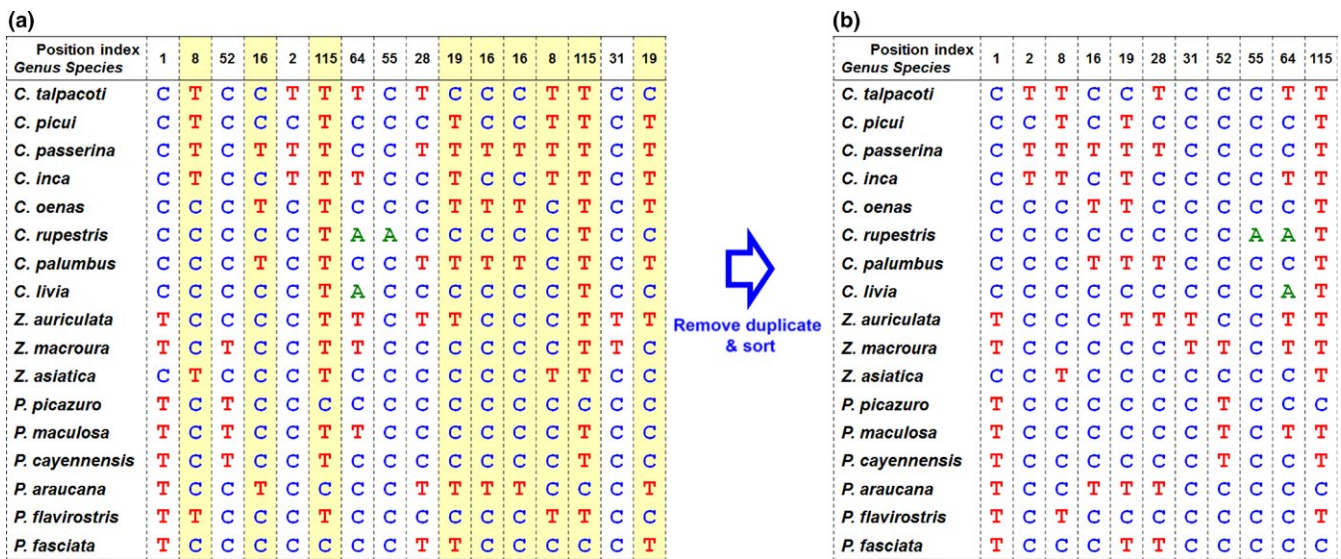 (a)
Position index
Genus Species 1 8 52 16 2 115 64 55 28 19 16 16 8 115 31 19
C. talpacoti C T C C T T T C T C C C T T C C
C. picui C T C C C T C C C T C C T T C T
C. passerina C T C T T T C C T T T T T T C T
C. inca C T C C T T T C C T C C T T C T
C. oenas C C C T C T C C C T T T C T C T
C. rupestris C C C C C T A A C C C C C T C C
C. palumbus C C C T C T C C T T T T C T C T
C. livia C C C C C T A C C C C C C T C C
Z. auriculata T C C C C T T C T T C C C T T T
Z. macroura T C T C C T T C C C C C C T T C
Z. asiatica C T C C C T C C C C C C T T C C
P. picazuro T C T C C C C C C C C C C C C C
P. maculosa T C T C C T T C C C C C C T C C
P. cayennensis T C T C C T C C C C C C C T C C
P. araucana T C C T C C C C T T T T C C C T
P. flavirostris T T C C C T C C C C C C T T C C
P. fasciata T C C C C C C C T T C C C C C T
Remove duplicate
& sort
(b)
Position index
Genus Species 1 2 8 16 19 28 31 52 55 64 115
C. talpacoti C T T C C T C C C T T
C. picui C C T C T C C C C C T
C. passerina C T T T T T C C C C T
C. inca C T T C T C C C C T T
C. oenas C C C T T C C C C C T
C. rupestris C C C C C C C C A A T
C. palumbus C C C T T T C C C C T
C. livia C C C C C C C C C A T
Z. auriculata T C C C T T T C C T T
Z. macroura T C C C C C T T C T T
Z. asiatica C C T C C C C C C C T
P. picazuro T C C C C C C T C C C
P. maculosa T C C C C C C T C T T
P. cayennensis T C C C C C C T C C T
P. araucana T C C T T T C C C C C
P. flavirostris T C T C C C C C C C T
P. fasciata T C C C T T C C C C C